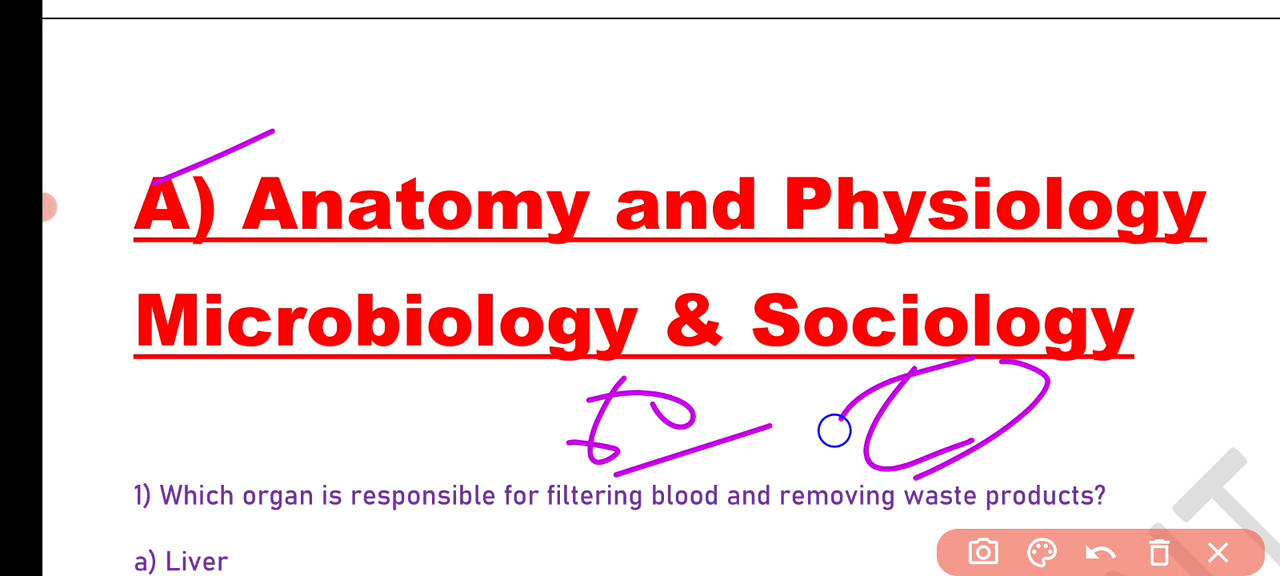 A) Anatomy and Physiology
Microbiology & Sociology
1) Which organ is responsible for filtering blood and removing waste products?
a) Liver